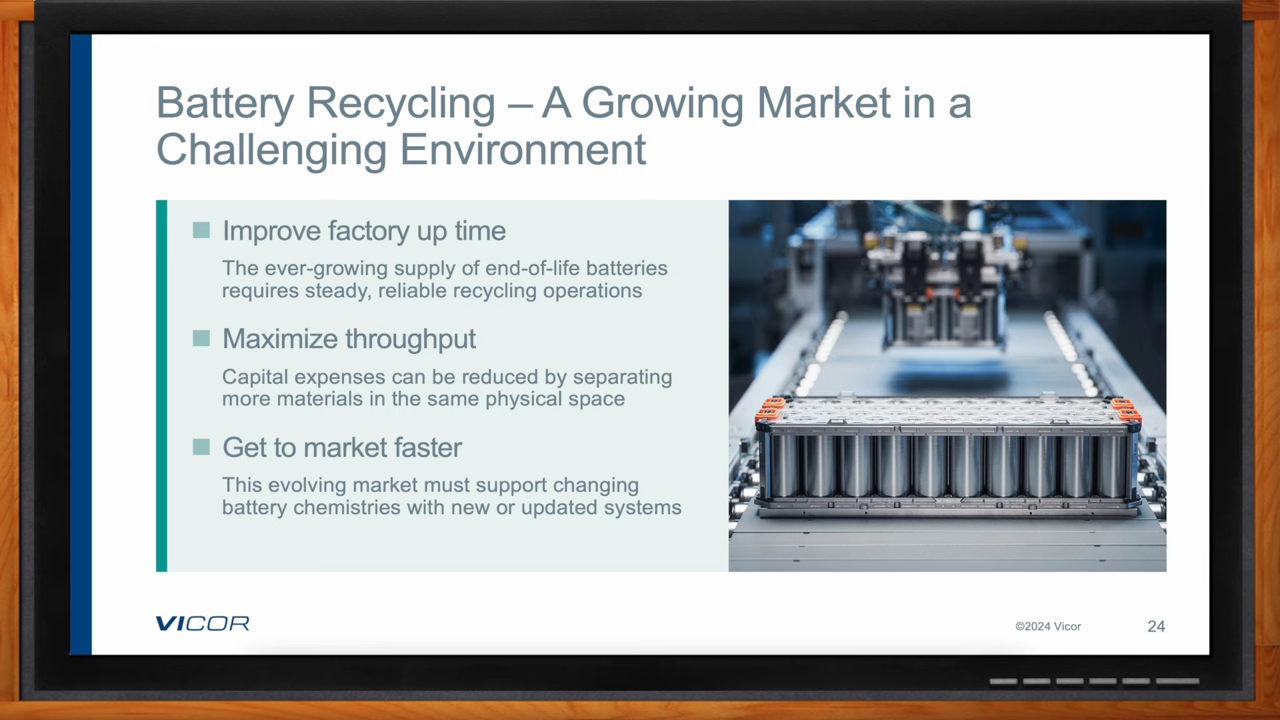 Battery Recycling – A Growing Market in a
Challenging Environment
Improve factory up time
The ever-growing supply of end-of-life batteries
requires steady, reliable recycling operations
Maximize throughput
Capital expenses can be reduced by separating
more materials in the same physical space
Get to market faster
This evolving market must support changing
battery chemistries with new or updated systems
VICOR
©2024 Vicor
24